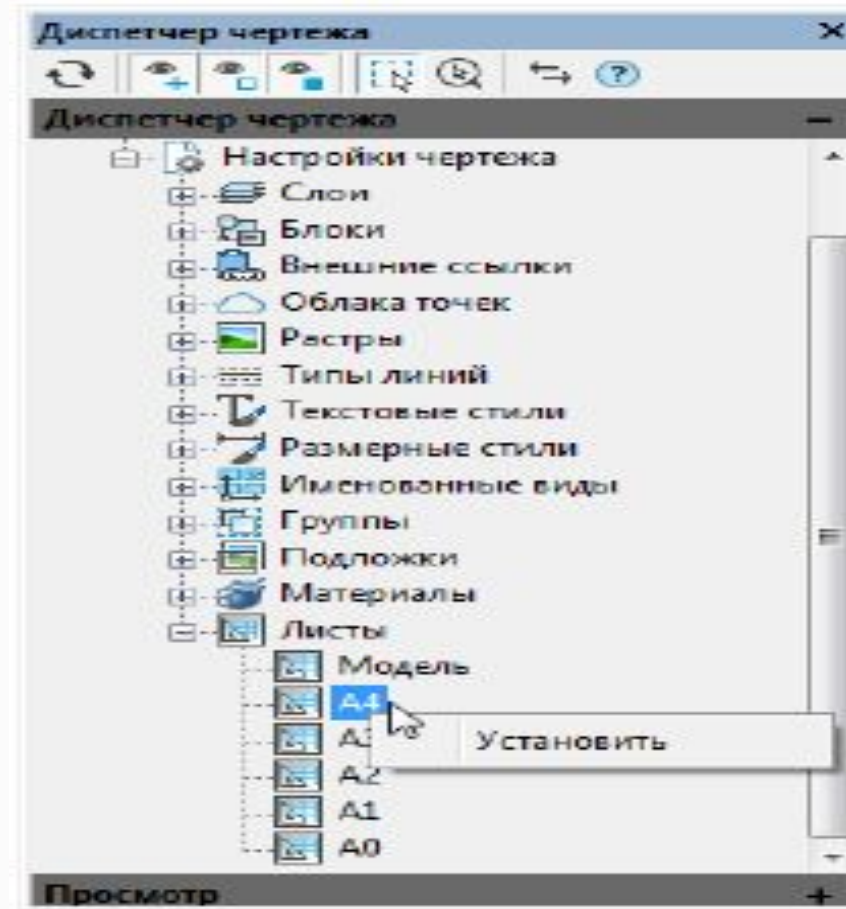 Диспетчер чертежа
Диспетчер чертежа
Настройки чертежа
Слои
Блоки
Внешние ссылки
Облака точек
Растры
Типы линий
Текстовые стили
Размерные стили
Именованные виды
Группы
Подложки
Материалы
Листы
Модель
A4
Установить
A2
A1
A0
Просмотр